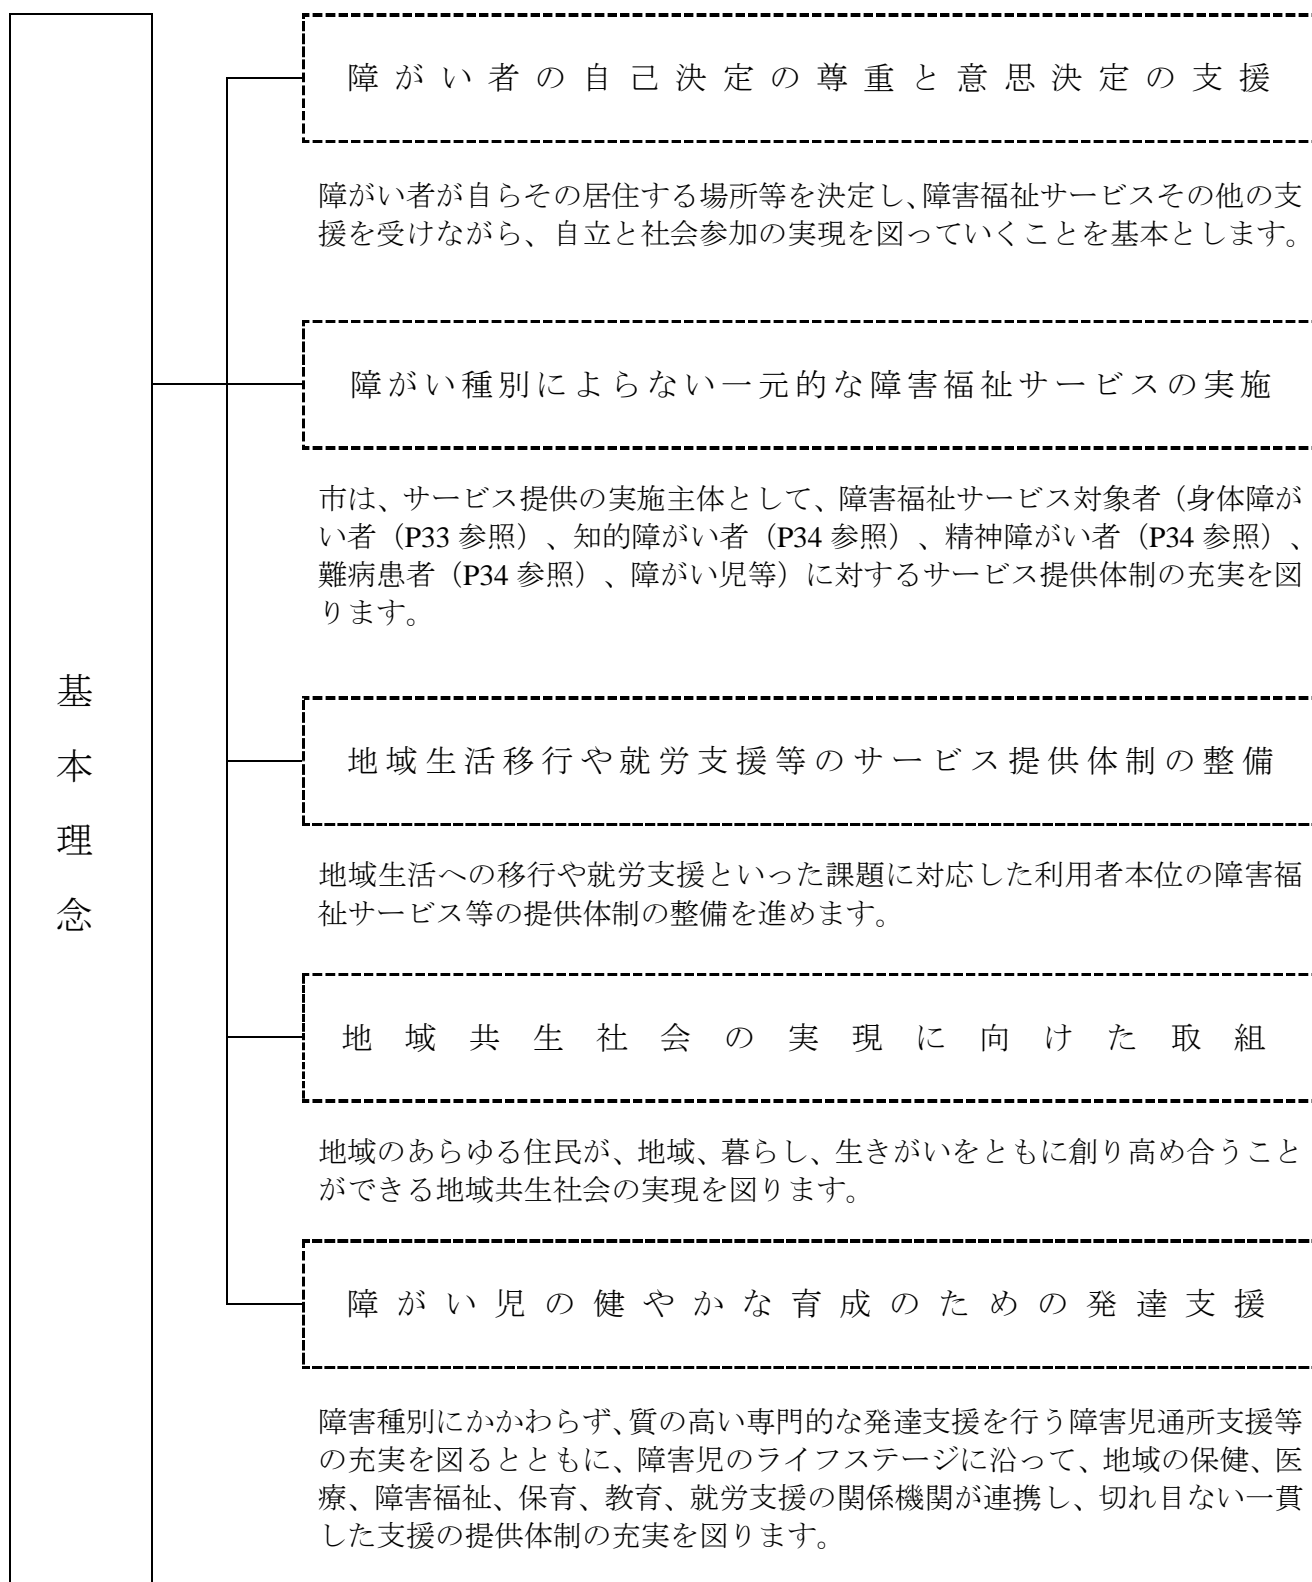 基本理念
障がい者の自己決定の尊重と意思決定の支援
障がい者が自らその居住する場所等を決定し、障害福祉サービスその他の支
援を受けながら、自立と社会参加の実現を図っていくことを基本とします。
障がい種別によらない一元的な障害福祉サービスの実施
市は、サービス提供の実施主体として、障害福祉サービス対象者（身体障が
い者（P33 参照）、知的障がい者（P34 参照）、精神障がい者（P34 参照）、
難病患者（P34 参照）、障がい児等）に対するサービス提供体制の充実を図
ります。
地域生活移行や就労支援等のサービス提供体制の整備
地域生活への移行や就労支援といった課題に対応した利用者本位の障害福
祉サービス等の提供体制の整備を進めます。
地域共生社会の実現に向けた取組
地域のあらゆる住民が、地域、暮らし、生きがいをともに創り高め合うこと
ができる地域共生社会の実現を図ります。
障がい児の健やかな育成のための発達支援
障害種別にかかわらず、質の高い専門的な発達支援を行う障害児通所支援等
の充実を図るとともに、障害児のライフステージに沿って、地域の保健、医
療、障害福祉、保育、教育、就労支援の関係機関が連携し、切れ目ない一貫
した支援の提供体制の充実を図ります。